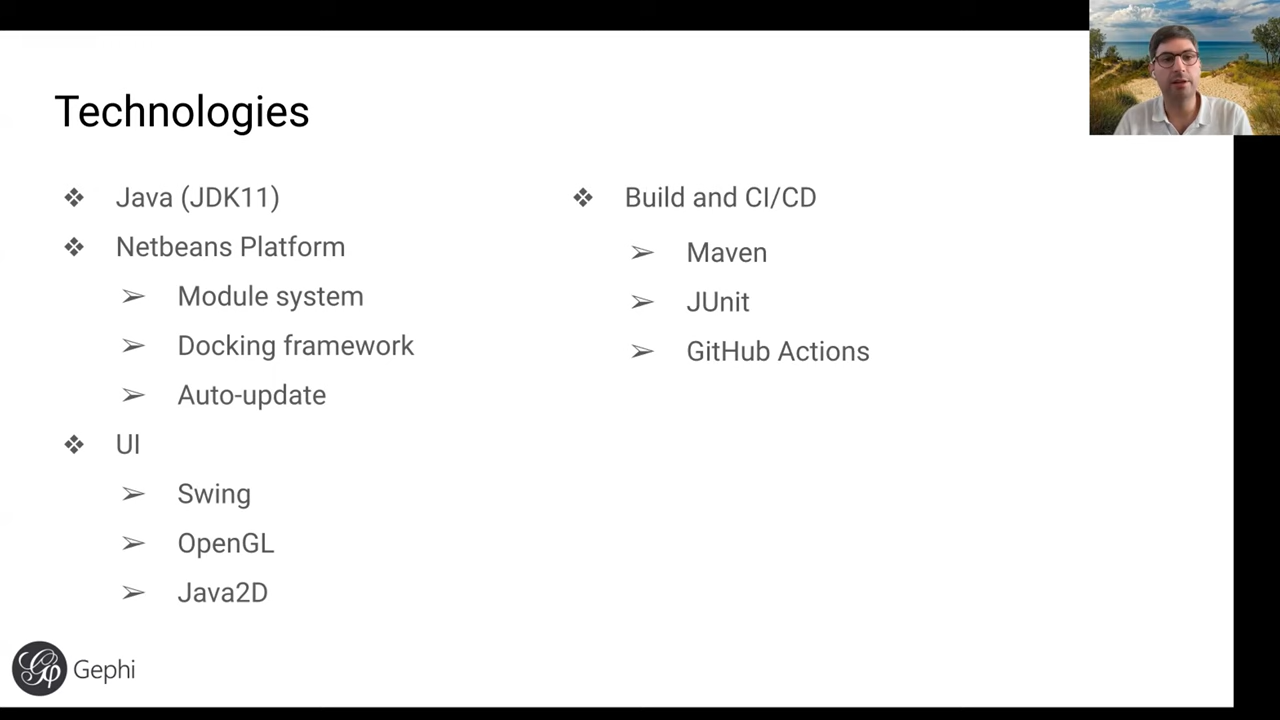 Technologies
❖ Java (JDK11)
❖ Netbeans Platform
➢ Module system
➢ Docking framework
➢ Auto-update
❖ UI
➢ Swing
➢ OpenGL
➢ Java2D
❖ Build and CI/CD
➢ Maven
➢ JUnit
➢ GitHub Actions
Gephi